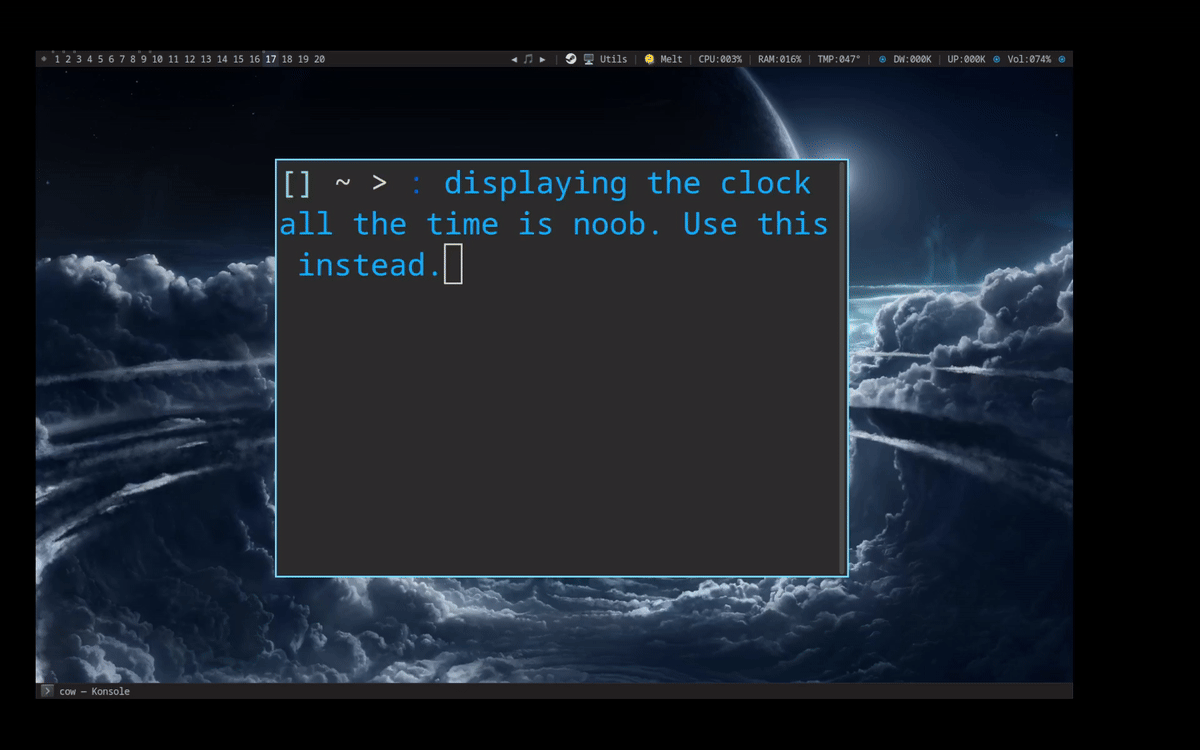 1 2 3 4 5 6 7 8 9 10 11 12 13 14 15 16 17 18 19 20 Utils Melt CPU:003% RAM:016% TMP:047° DW:000K UP:000K Vol:074%
[] ~ > : displaying the clock
all the time is noob. Use this
instead.
cow — Konsole